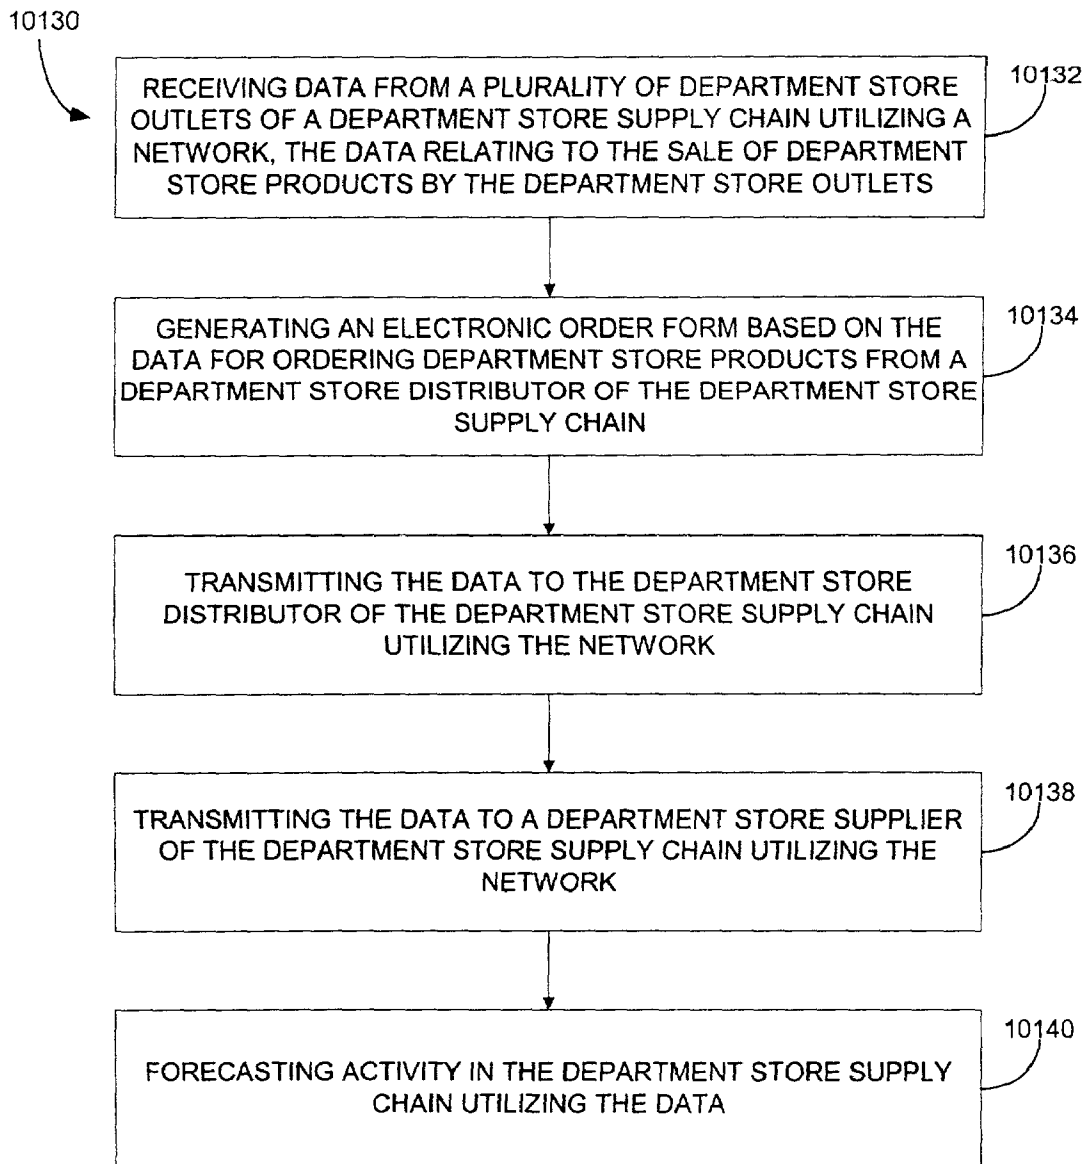 10130
10132
RECEIVING DATA FROM A PLURALITY OF DEPARTMENT STORE
OUTLETS OF A DEPARTMENT STORE SUPPLY CHAIN UTILIZING A
NETWORK, THE DATA RELATING TO THE SALE OF DEPARTMENT
STORE PRODUCTS BY THE DEPARTMENT STORE OUTLETS
10134
GENERATING AN ELECTRONIC ORDER FORM BASED ON THE
DATA FOR ORDERING DEPARTMENT STORE PRODUCTS FROM A
DEPARTMENT STORE DISTRIBUTOR OF THE DEPARTMENT STORE
SUPPLY CHAIN
10136
TRANSMITTING THE DATA TO THE DEPARTMENT STORE
DISTRIBUTOR OF THE DEPARTMENT STORE SUPPLY CHAIN
UTILIZING THE NETWORK
10138
TRANSMITTING THE DATA TO A DEPARTMENT STORE SUPPLIER
OF THE DEPARTMENT STORE SUPPLY CHAIN UTILIZING THE
NETWORK
10140
FORECASTING ACTIVITY IN THE DEPARTMENT STORE SUPPLY
CHAIN UTILIZING THE DATA